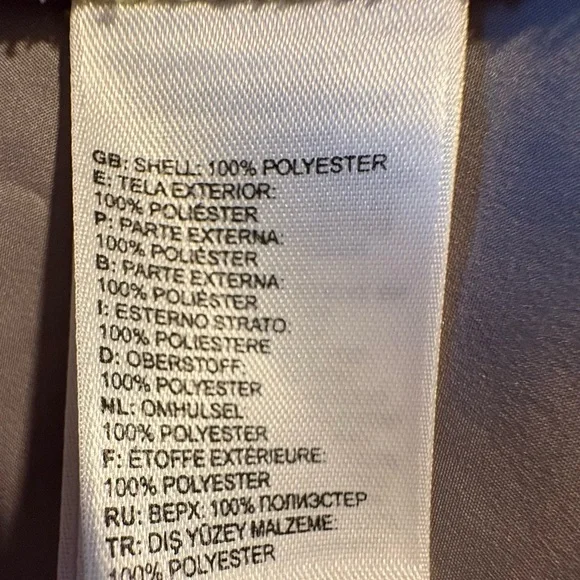 GB: SHELL: 100% POLYESTER
E: TELA EXTERIOR:
100% POLIÉSTER
P: PARTE EXTERNA:
100% POLIÉSTER
B: PARTE EXTERNA:
100% POLIÉSTER
I: ESTERNO STRATO:
100% POLIESTERE
D: OBERSTOFF:
100% POLYESTER
NL: OMHULSEL
100% POLYESTER
F: ÉTOFFE EXTÉRIEURE:
100% POLYESTER
RU: ВЕРХ: 100% ПОЛИЭСТЕР
TR: DIŞ YÜZEY MALZEME:
100% POLYESTER